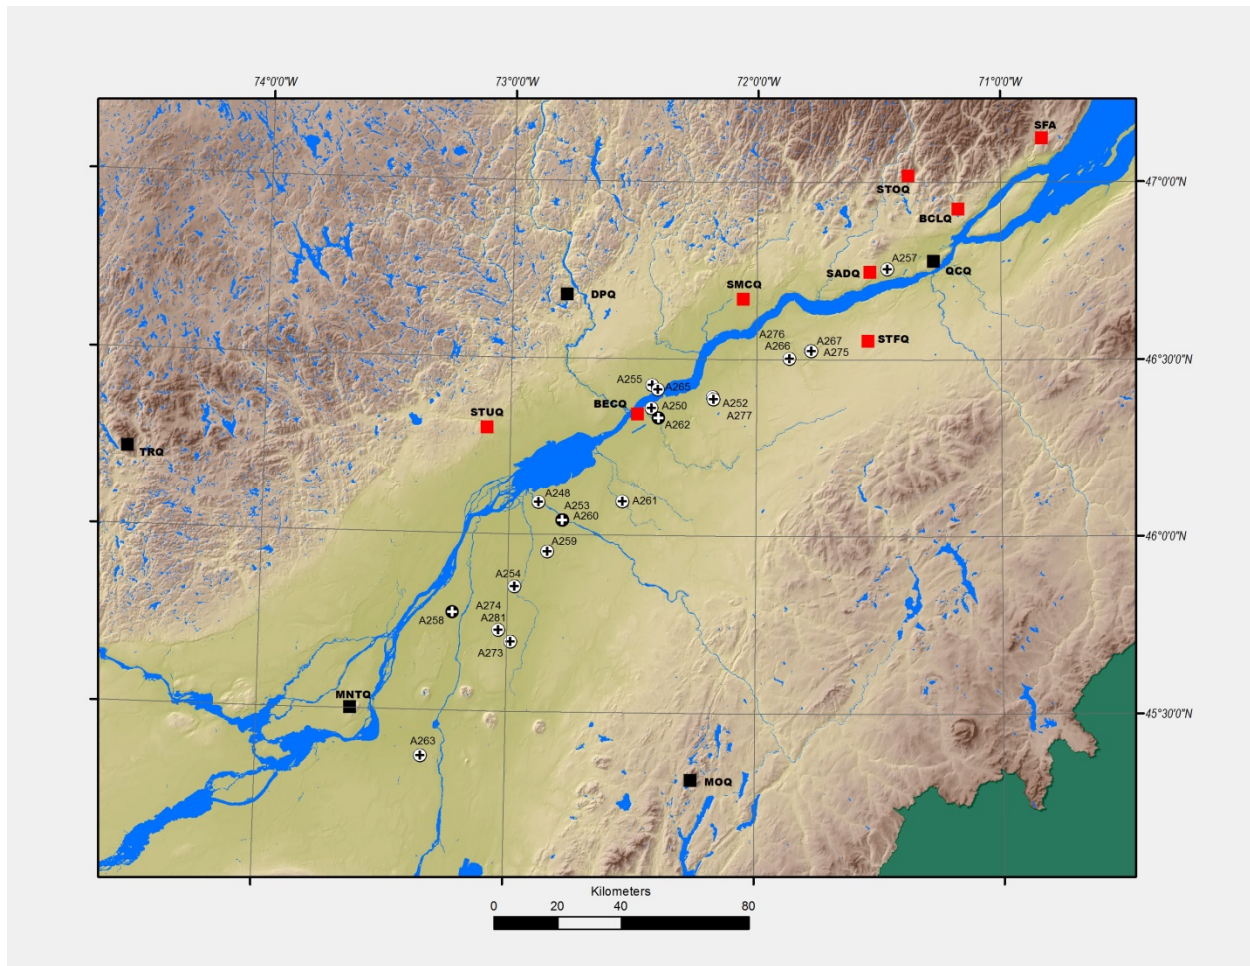 74°0'0"W 73°0'0"W 72°0'0"W 71°0'0"W
SFA
STOQ
47°0'0"N
BCLQ
A257
SADQ
QCQ
SMCQ
DPQ
A276
A266
A267
A275
STFQ
46°30'0"N
A255
A265
BECQ
A250
A252
A277
STUQ
A262
TRQ
A248
A253
A260
A261
46°0'0"N
A259
A254
A274
A281
A258
A273
MNTQ
45°30'0"N
A263
MOQ
Kilometers
0 20 40 80